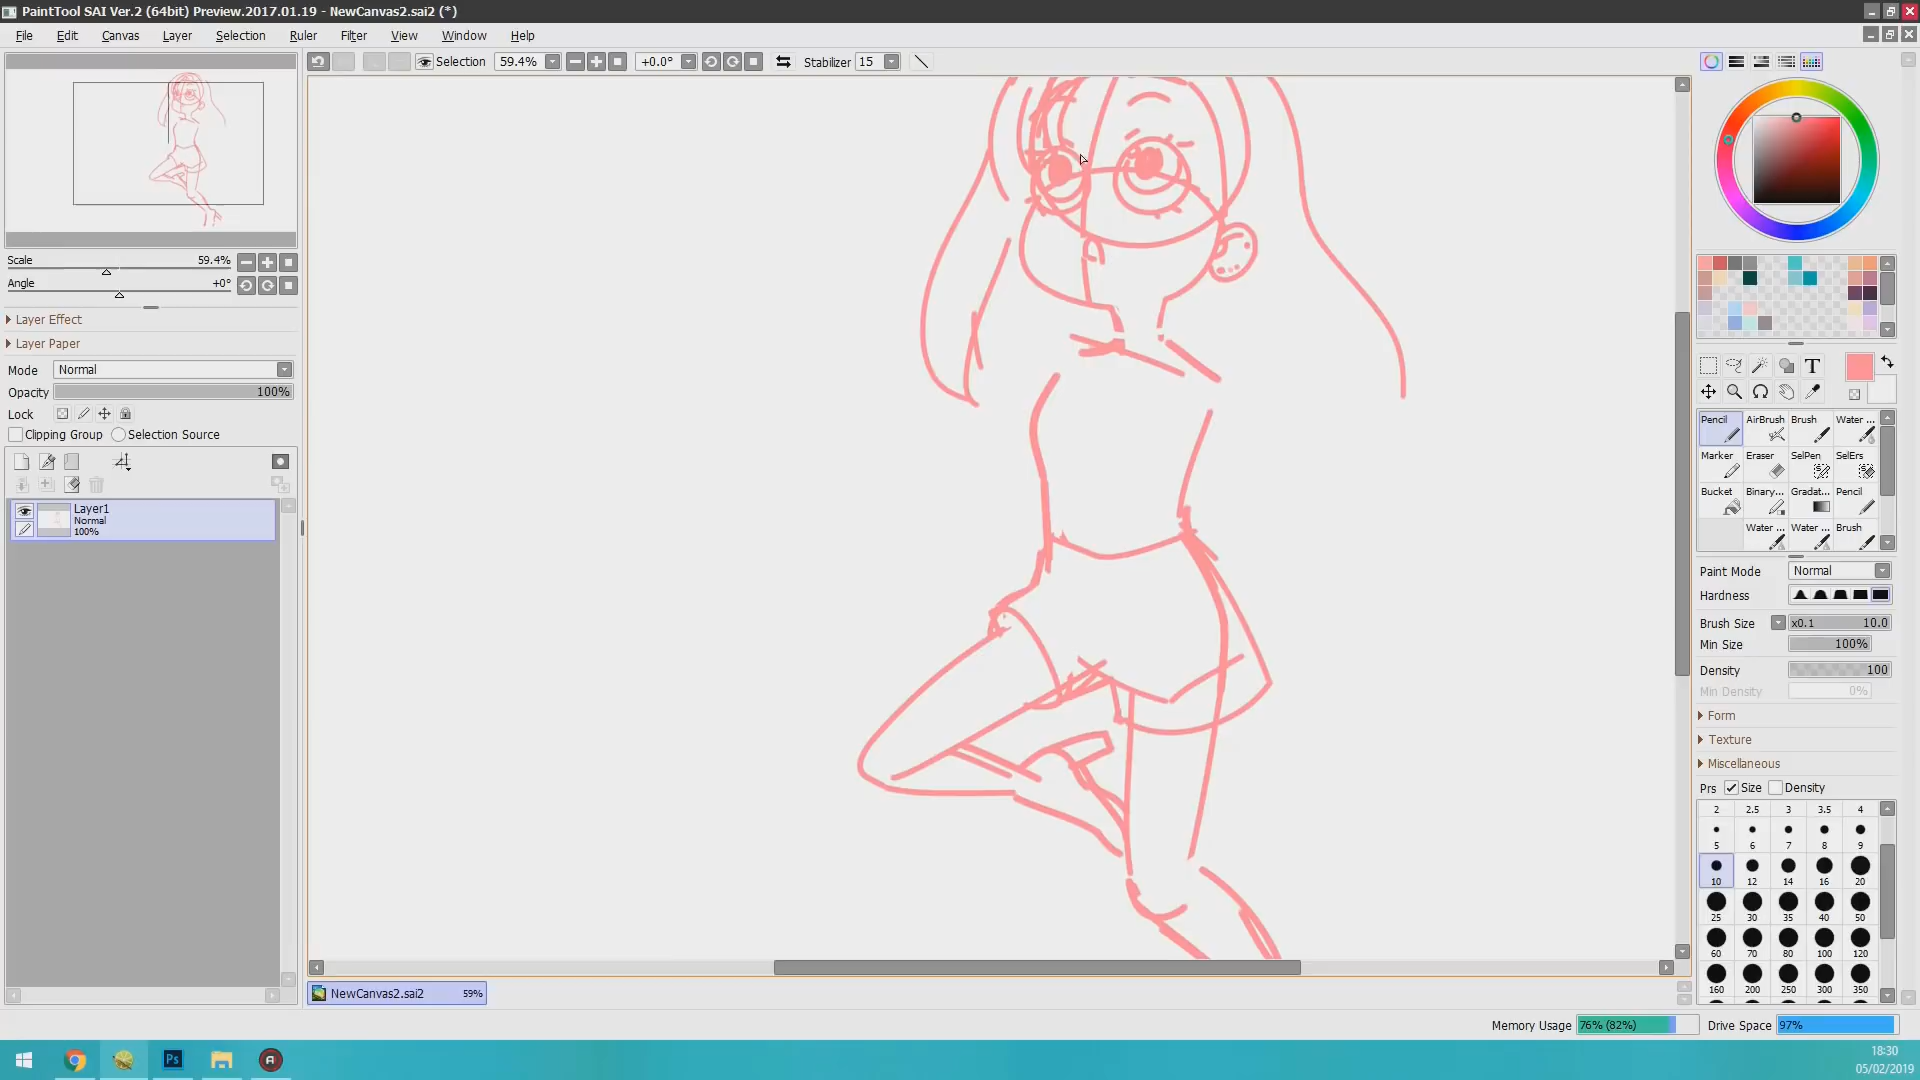 PaintTool SAI Ver.2 (64bit) Preview.2017.01.19 - NewCanvas2.sai2 (*)
File Edit Canvas Layer Selection Ruler Filter View Window Help
Selection 59.4% +0.0° Stabilizer 15
Scale 59.4%
Angle +0°
Layer Effect
Layer Paper
Mode Normal
Opacity 100%
Lock
Clipping Group Selection Source
Layer1
Normal
100%
T
Pencil AirBrush Brush Water ...
Marker Eraser SelPen SelErs
Bucket Binary... Gradat... Pencil
Water ... Water ... Brush
Paint Mode Normal
Hardness
Brush Size x0.1 10.0
Min Size 100%
Density 100
Min Density 0%
Form
Texture
Miscellaneous
Prs Size Density
2 2.5 3 3.5 4
5 6 7 8 9
10 12 14 16 20
25 30 35 40 50
60 70 80 100 120
160 200 250 300 350
NewCanvas2.sai2 59%
Memory Usage 76% (82%) Drive Space 97%
Ps
18:30
05/02/2019